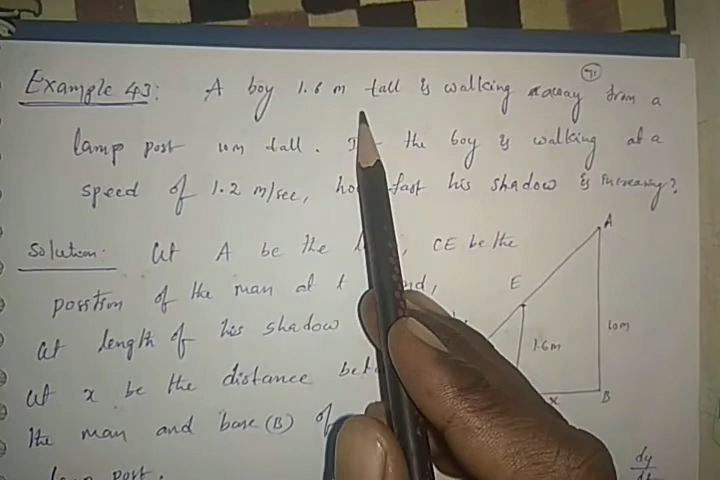 Example 43: A boy 1.6 m tall is walking away from a
lamp post 10m tall. If the boy is walking at a
speed of 1.2 m/sec, how fast his shadow is increasing?
Solution: Let A be the, CE be the
position of the man at t
Let length of his shadow
Let x be the distance
the man and base (B) of
lamp post.
A
E
10m
1.6m
x
B
dy